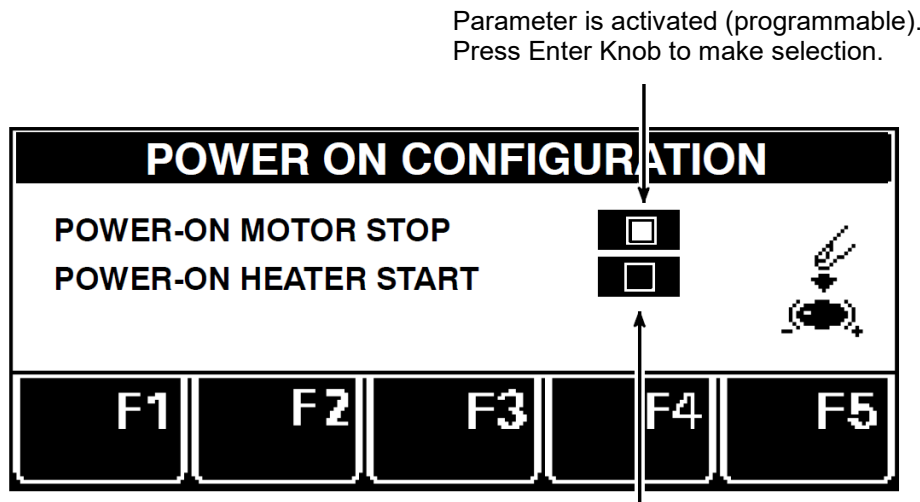 Parameter is activated (programmable).
Press Enter Knob to make selection.
POWER ON CONFIGURATION
POWER-ON MOTOR STOP
POWER-ON HEATER START
- +
F1 F2 F3 F4 F5